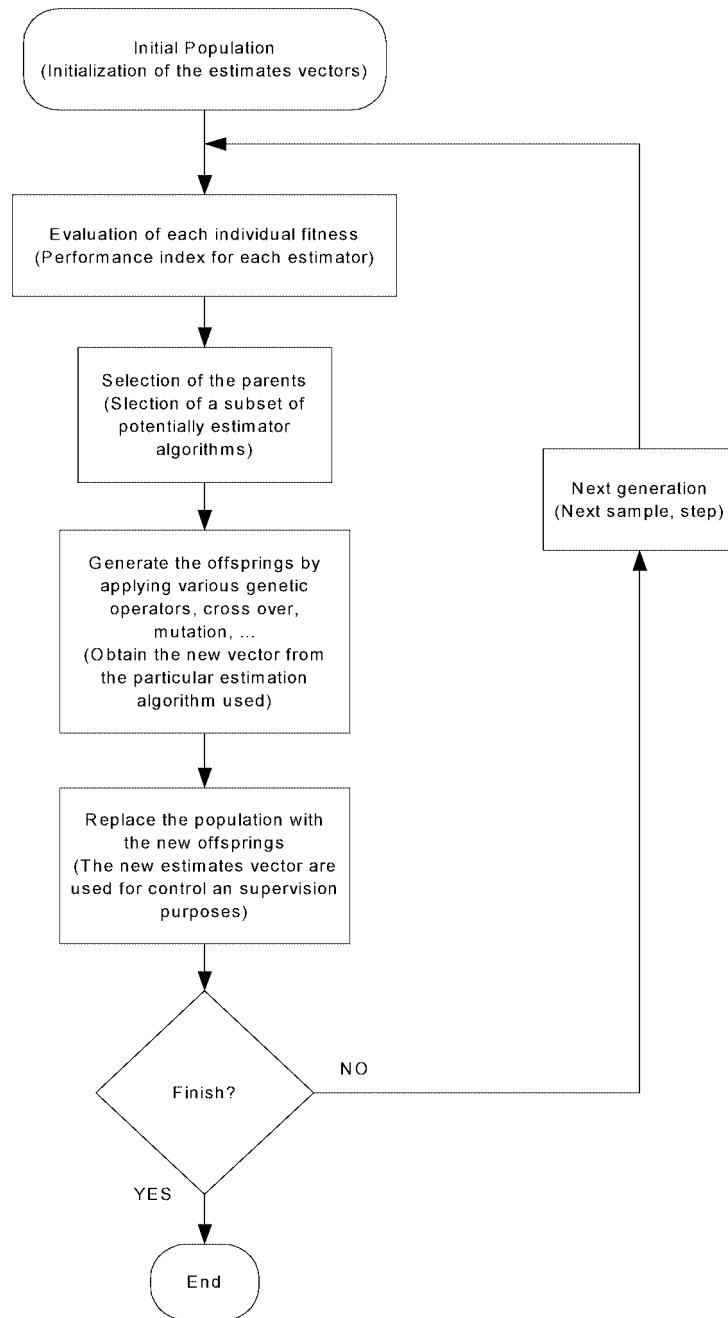 Initial Population
(Initialization of the estimates vectors)
Evaluation of each individual fitness
(Performance index for each estimator)
Selection of the parents
(Slection of a subset of
potentially estimator
algorithms)
Next generation
(Next sample, step)
Generate the offsprings by
applying various genetic
operators, cross over,
mutation, ...
(Obtain the new vector from
the particular estimation
algorithm used)
Replace the population with
the new offsprings
(The new estimates vector are
used for control an supervision
purposes)
Finish?
NO
YES
End